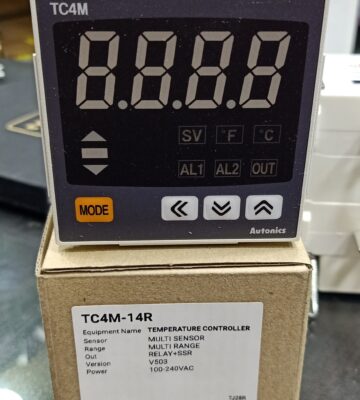 TC4M
8.8.8.8
SV °F °C
AL1 AL2 OUT
MODE
Autonics
TC4M-14R
Equipment Name TEMPERATURE CONTROLLER
Sensor MULTI SENSOR
Range MULTI RANGE
Out RELAY+SSR
Version V503
Power 100-240VAC